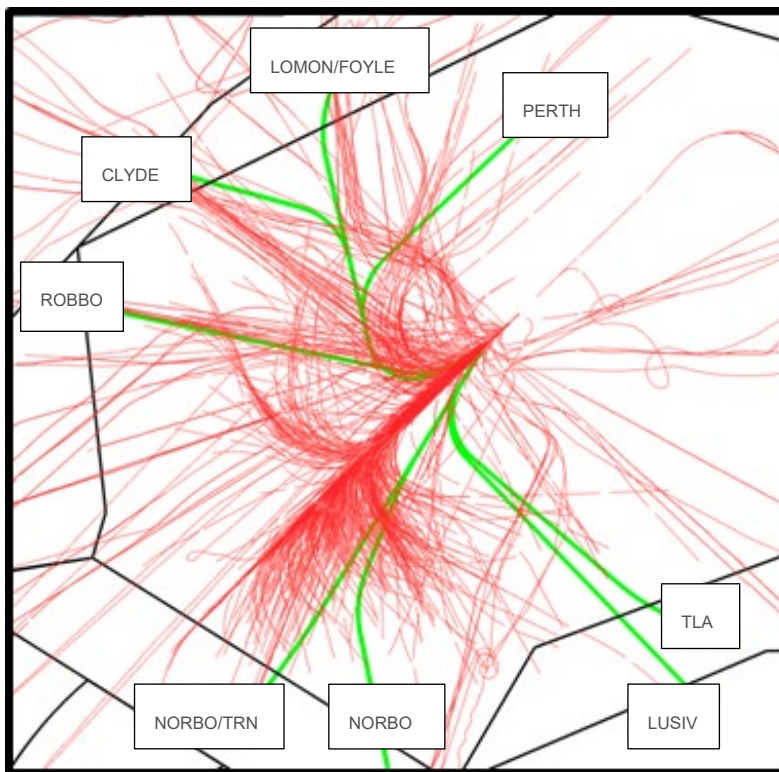 LOMON/FOYLE
PERTH
CLYDE
ROBBO
TLA
NORBO/TRN
NORBO
LUSIV